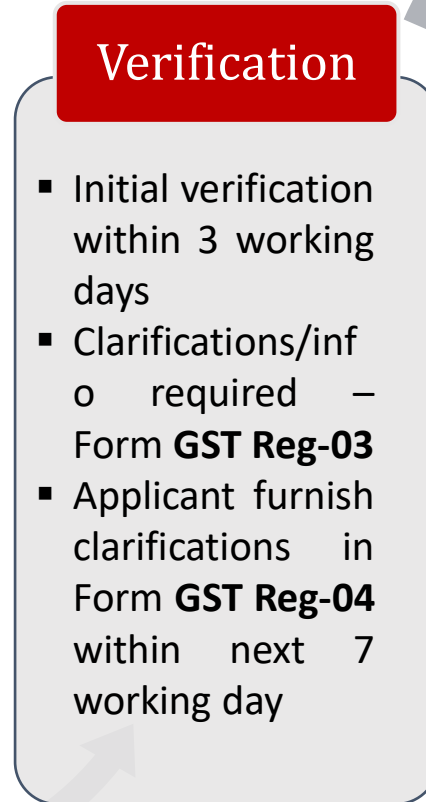 Verification
▪ Initial verification
within 3 working
days
▪ Clarifications/inf
o required –
Form GST Reg-03
▪ Applicant furnish
clarifications in
Form GST Reg-04
within next 7
working day